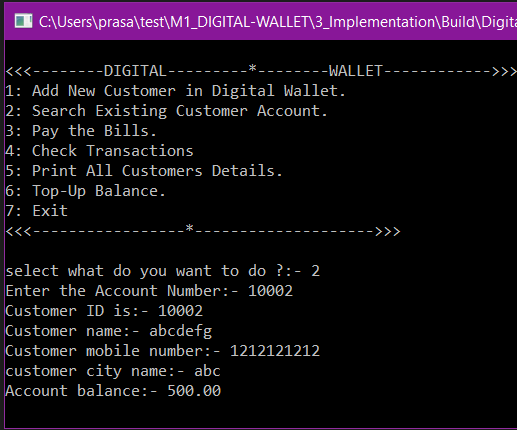 C:\Users\prasa\test\M1_DIGITAL-WALLET\3_Implementation\Build\Digita
<<<--------DIGITAL---------*--------WALLET------------>>>
1: Add New Customer in Digital Wallet.
2: Search Existing Customer Account.
3: Pay the Bills.
4: Check Transactions
5: Print All Customers Details.
6: Top-Up Balance.
7: Exit
<<<-----------------*-------------------->>>
select what do you want to do ?:- 2
Enter the Account Number:- 10002
Customer ID is:- 10002
Customer name:- abcdefg
Customer mobile number:- 1212121212
customer city name:- abc
Account balance:- 500.00